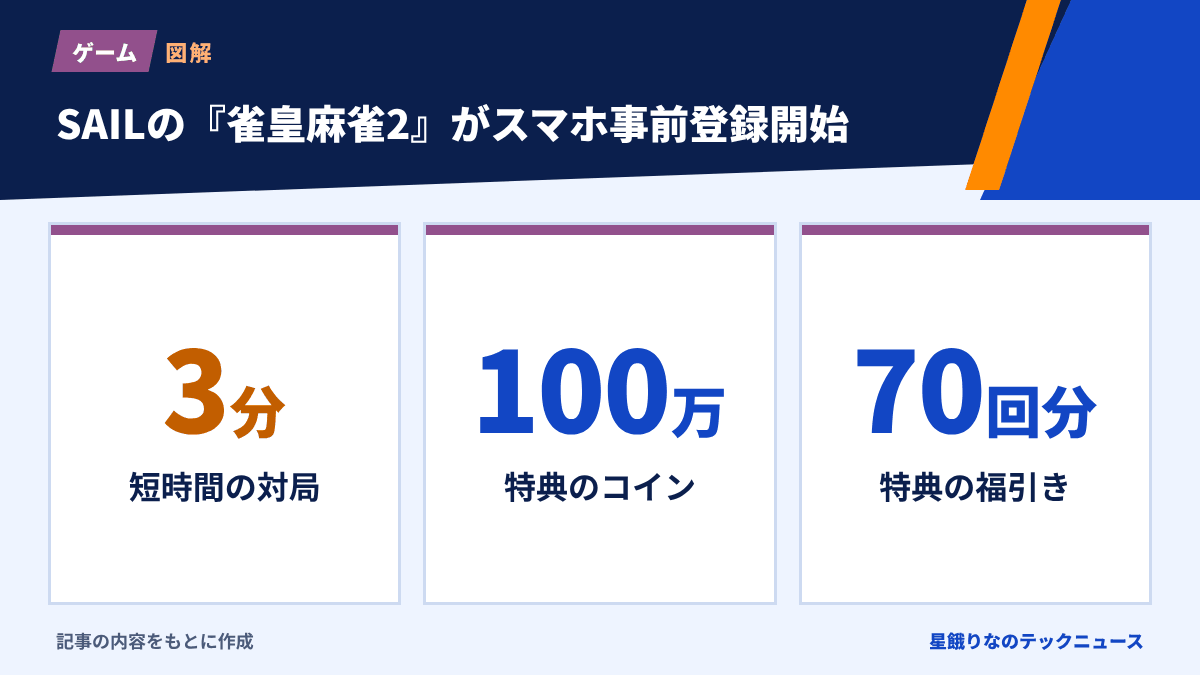 ゲーム 図解
SAILの『雀皇麻雀2』がスマホ事前登録開始
3分
短時間の対局
100万
特典のコイン
70回分
特典の福引き
記事の内容をもとに作成
星餓りなのテックニュース